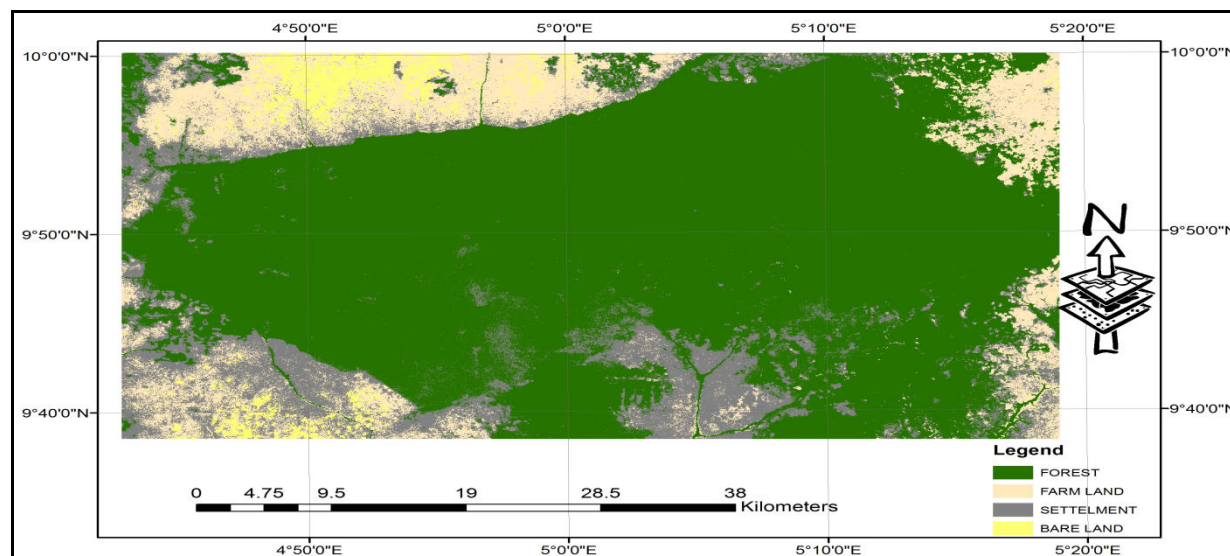 4°50'0"E 5°0'0"E 5°10'0"E 5°20'0"E
10°0'0"N 10°0'0"N
9°50'0"N 9°50'0"N
N
9°40'0"N 9°40'0"N
Legend
FOREST
FARM LAND
SETTELMENT
BARE LAND
0 4.75 9.5 19 28.5 38
Kilometers
4°50'0"E 5°0'0"E 5°10'0"E 5°20'0"E